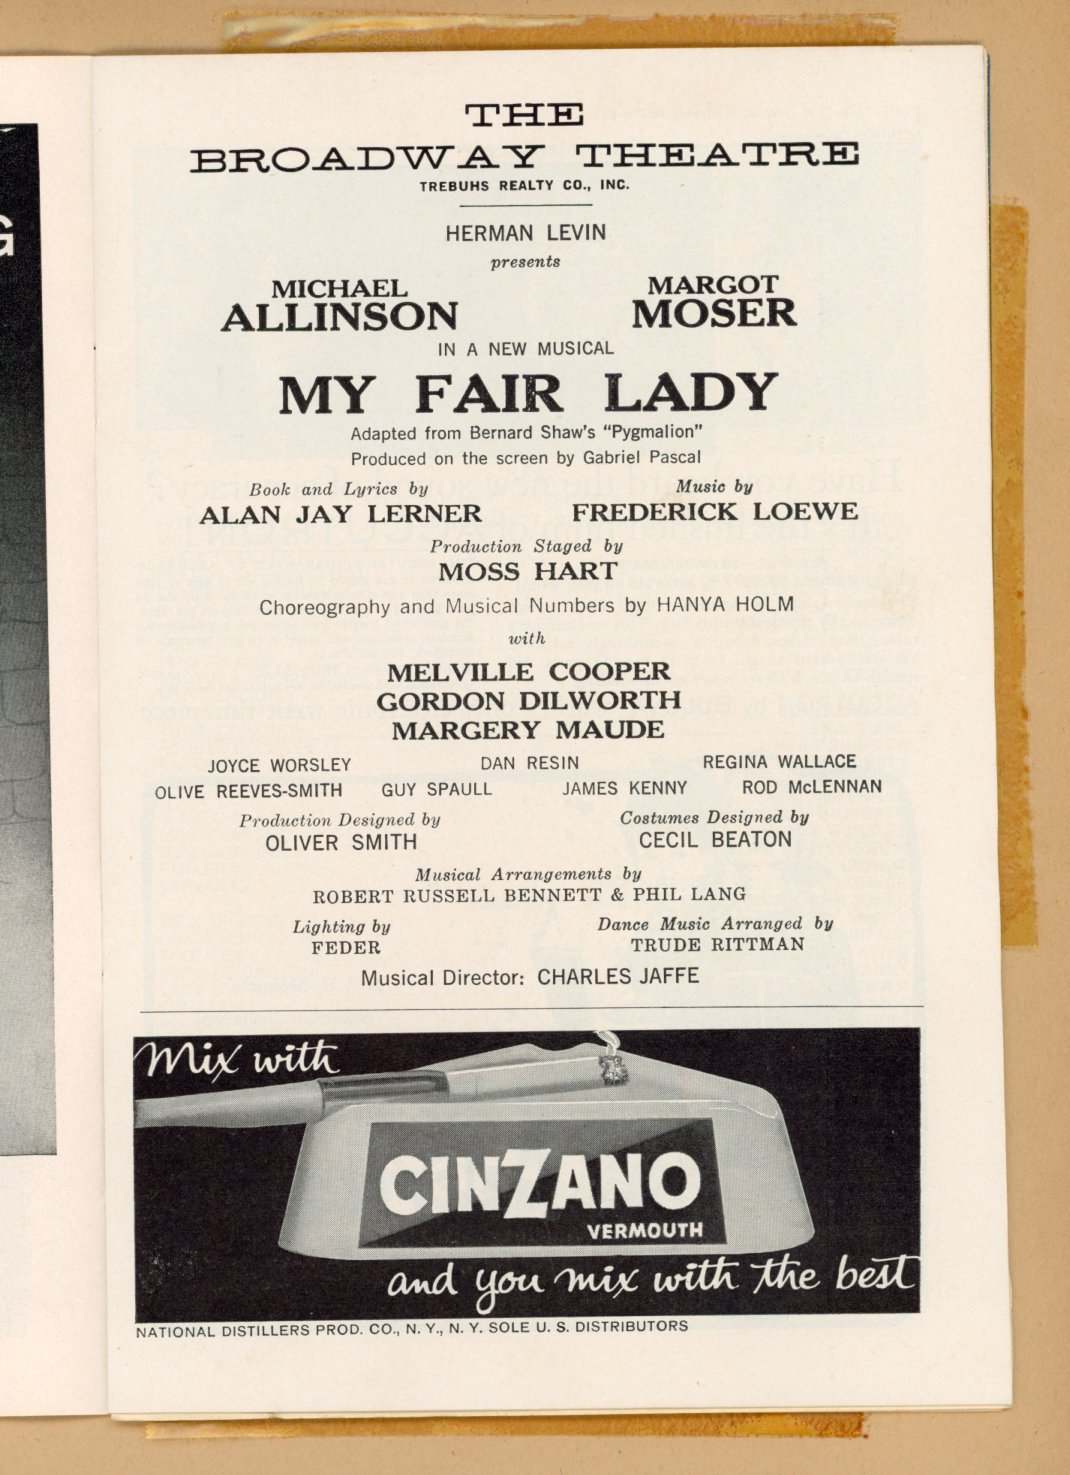 THE
BROADWAY THEATRE
TREBUHS REALTY CO., INC.
HERMAN LEVIN
presents
MICHAEL ALLINSON
MARGOT MOSER
IN A NEW MUSICAL
MY FAIR LADY
Adapted from Bernard Shaw's "Pygmalion"
Produced on the screen by Gabriel Pascal
Book and Lyrics by
ALAN JAY LERNER
Music by
FREDERICK LOEWE
Production Staged by
MOSS HART
Choreography and Musical Numbers by HANYA HOLM
with
MELVILLE COOPER
GORDON DILWORTH
MARGERY MAUDE
JOYCE WORSLEY DAN RESIN REGINA WALLACE
OLIVE REEVES-SMITH GUY SPAULL JAMES KENNY ROD McLENNAN
Production Designed by
OLIVER SMITH
Costumes Designed by
CECIL BEATON
Musical Arrangements by
ROBERT RUSSELL BENNETT & PHIL LANG
Lighting by
FEDER
Dance Music Arranged by
TRUDE RITTMAN
Musical Director: CHARLES JAFFE
Mix with
CINZANO
VERMOUTH
and you mix with the best
NATIONAL DISTILLERS PROD. CO., N. Y., N. Y. SOLE U. S. DISTRIBUTORS